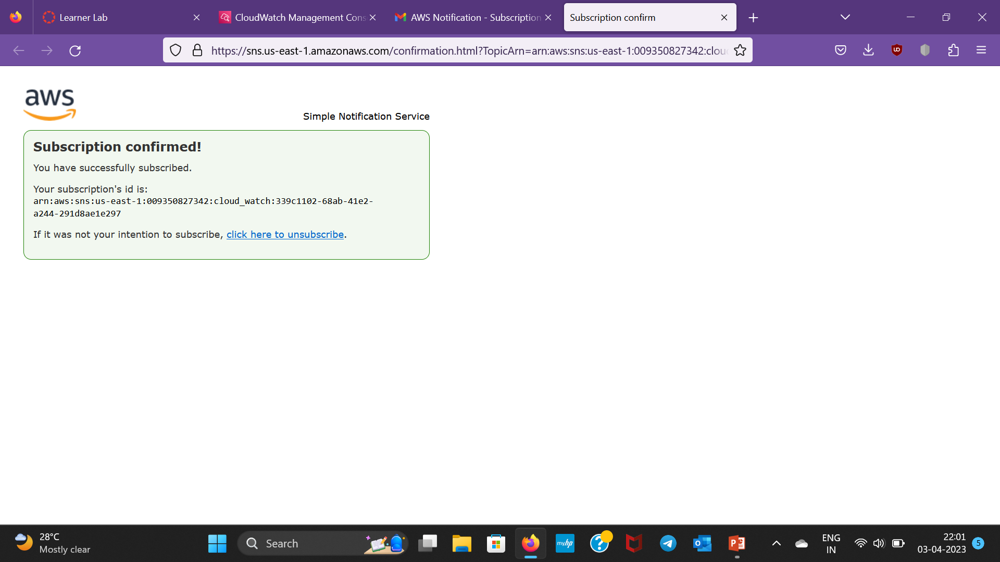 Learner Lab
CloudWatch Management Cons
AWS Notification - Subscription
Subscription confirm
https://sns.us-east-1.amazonaws.com/confirmation.html?TopicArn=arn:aws:sns:us-east-1:009350827342:clou
aws
Simple Notification Service
Subscription confirmed!
You have successfully subscribed.
Your subscription's id is:
arn:aws:sns:us-east-1:009350827342:cloud_watch:339c1102-68ab-41e2-
a244-291d8ae1e297
If it was not your intention to subscribe, click here to unsubscribe.
28°C
Mostly clear
Search
myhp
ENG
IN
22:01
03-04-2023
5